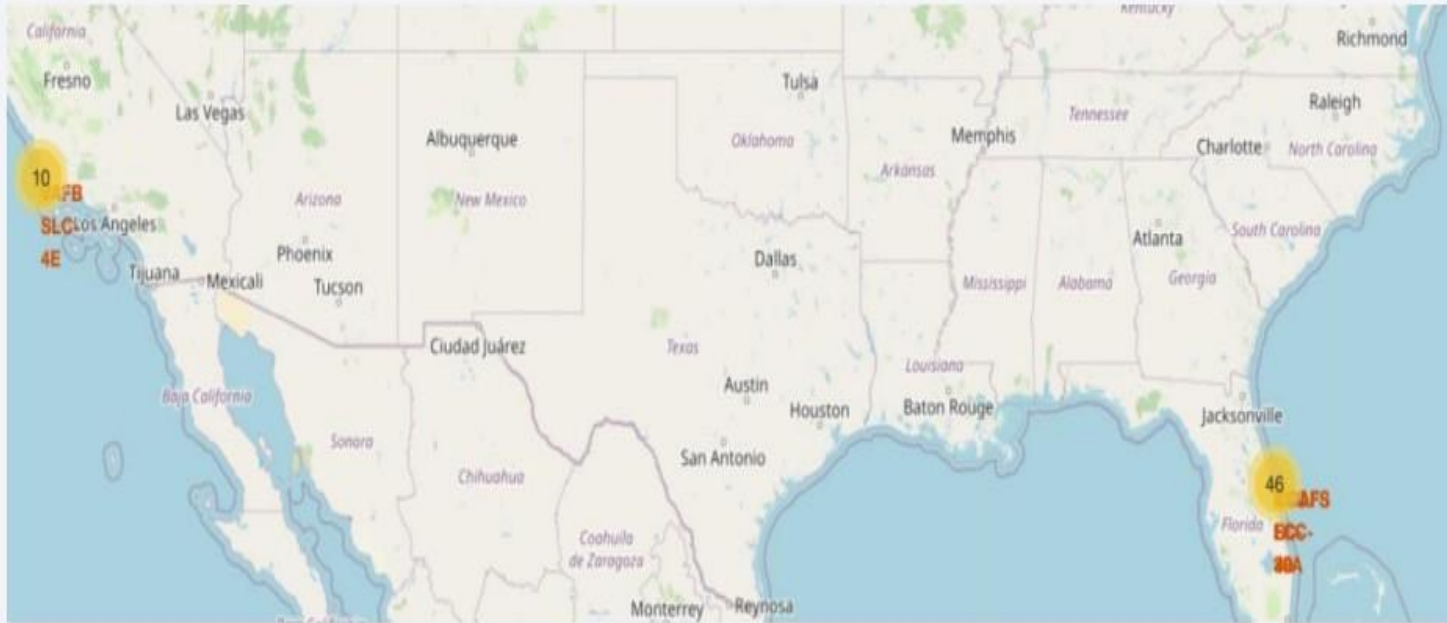 California
Kentucky
Richmond
Fresno
Tulsa
Las Vegas
Raleigh
Albuquerque
Oklahoma
Memphis
Tennessee
Charlotte
North Carolina
Arkansas
10
AFB
Arizona
New Mexico
SLC
Los Angeles
4E
Phoenix
Dallas
Atlanta
South Carolina
Tijuana
Mexicali
Tucson
Mississippi
Alabama
Georgia
Ciudad Juárez
Texas
Louisiana
Baja California
Austin
Houston
Baton Rouge
Jacksonville
Sonora
San Antonio
Chihuahua
46
AFS
Florida
Coahuila
de Zaragoza
Monterrey
Reynosa